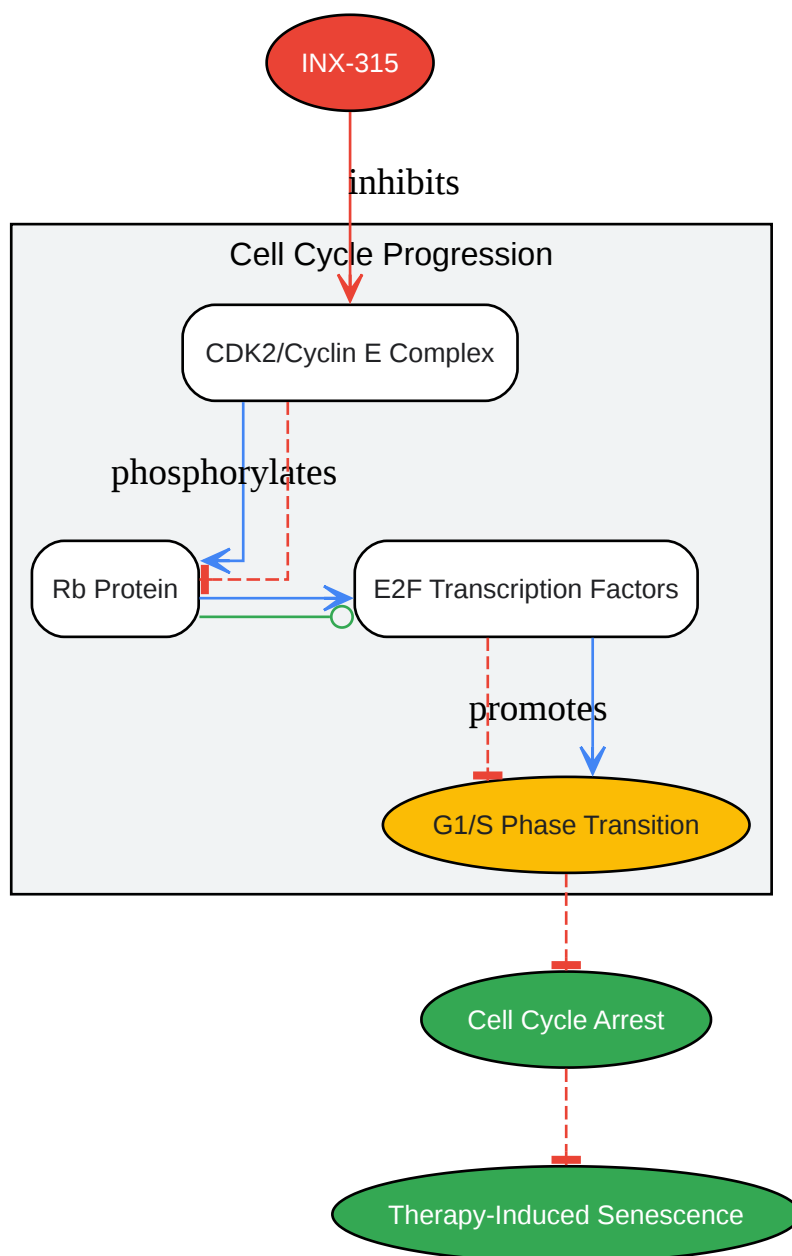 INX-315
inhibits
Cell Cycle Progression
CDK2/Cyclin E Complex
phosphorylates
Rb Protein
E2F Transcription Factors
promotes
G1/S Phase Transition
Cell Cycle Arrest
Therapy-Induced Senescence